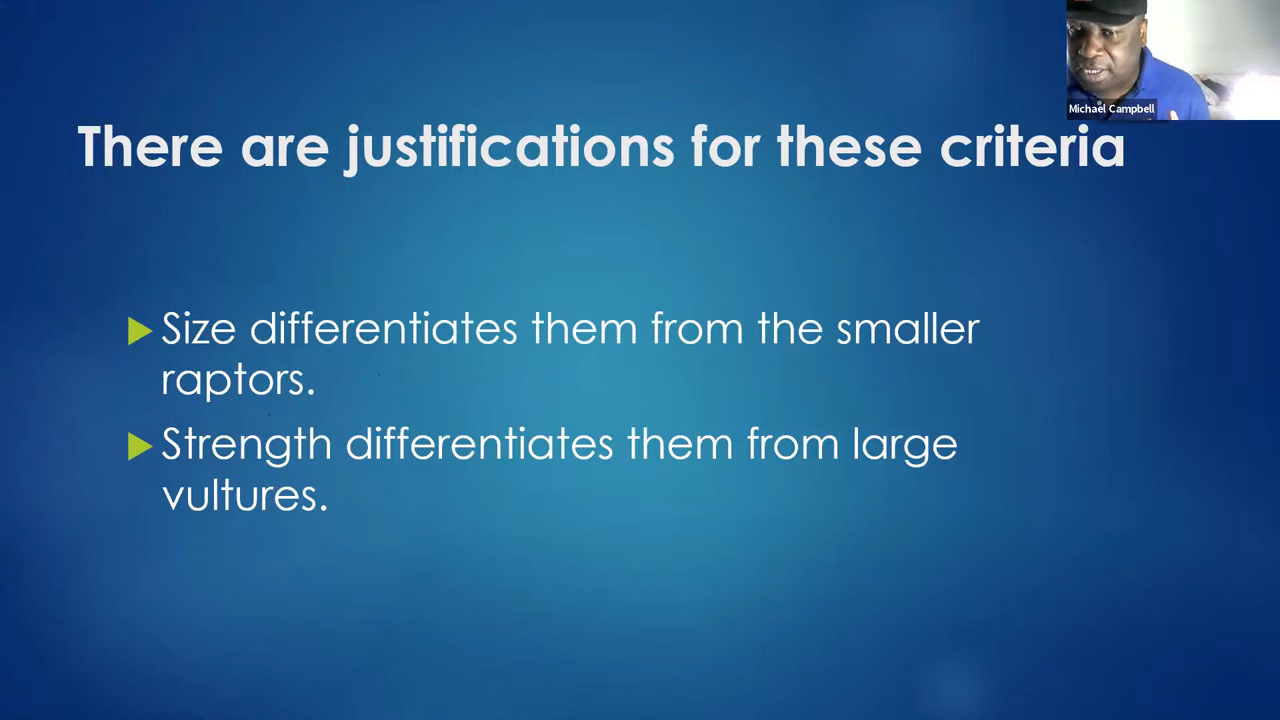 Michael Campbell
There are justifications for these criteria
Size differentiates them from the smaller
raptors.
Strength differentiates them from large
vultures.